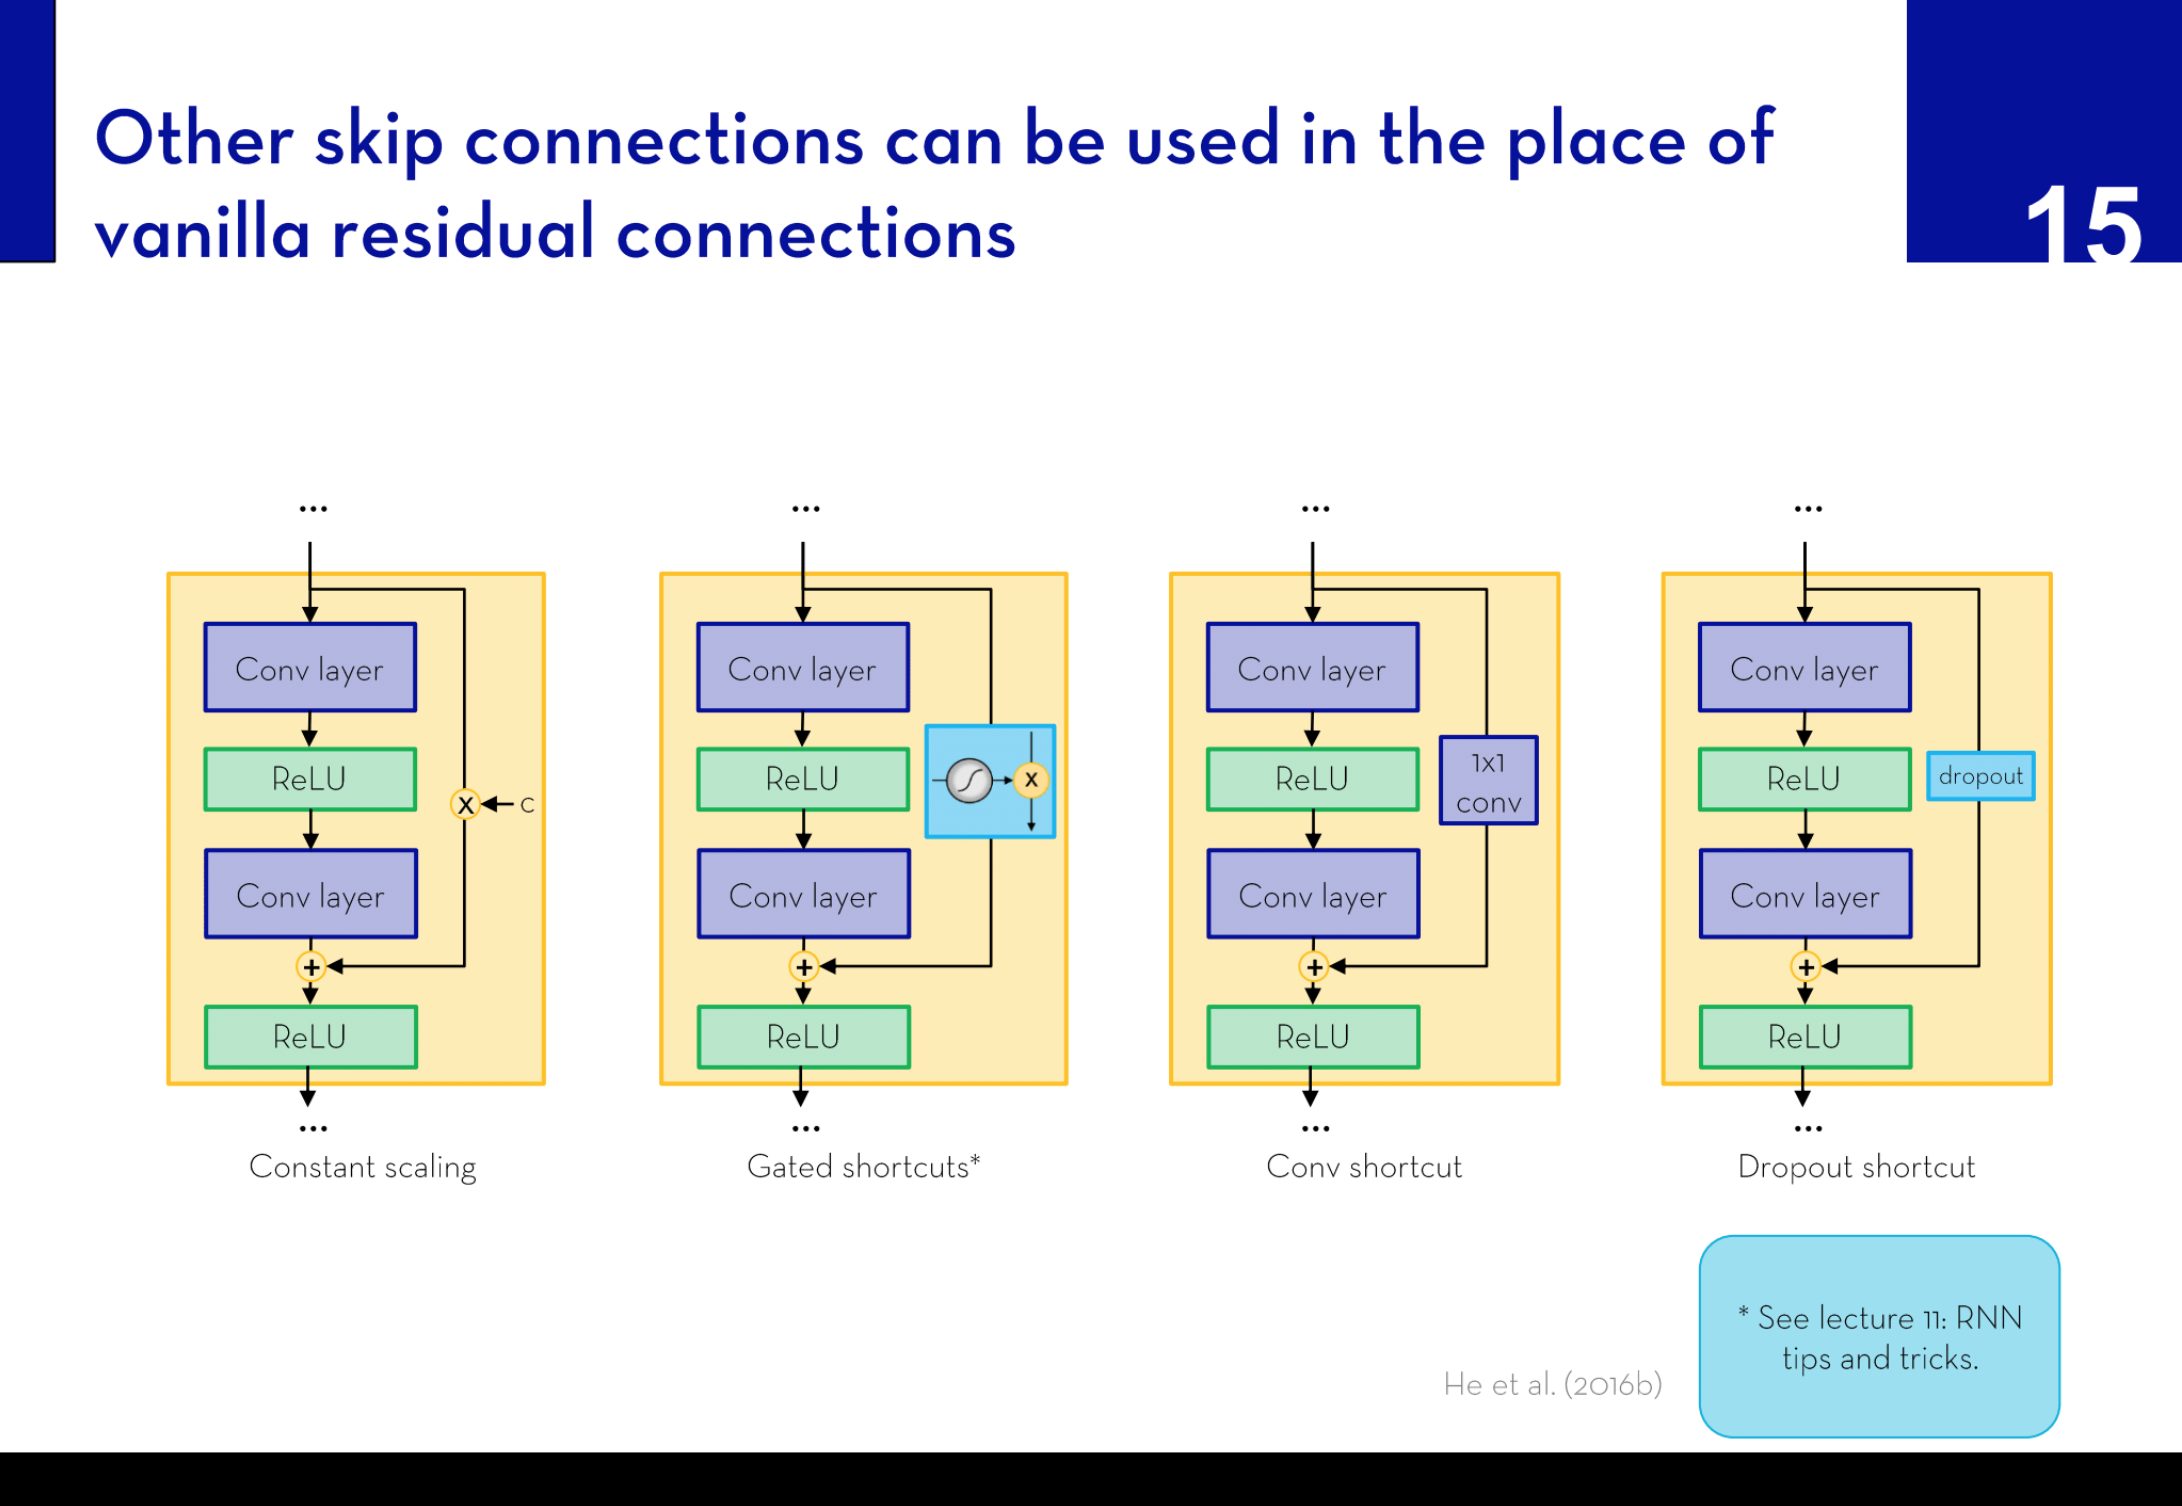 Other skip connections can be used in the place of
vanilla residual connections
15
...
Conv layer
ReLU
x
c
Conv layer
+
ReLU
...
Constant scaling
...
Conv layer
ReLU
x
Conv layer
+
ReLU
...
Gated shortcuts*
...
Conv layer
ReLU
1x1
conv
Conv layer
+
ReLU
...
Conv shortcut
...
Conv layer
ReLU
dropout
Conv layer
+
ReLU
...
Dropout shortcut
* See lecture 11: RNN
tips and tricks.
He et al. (2016b)